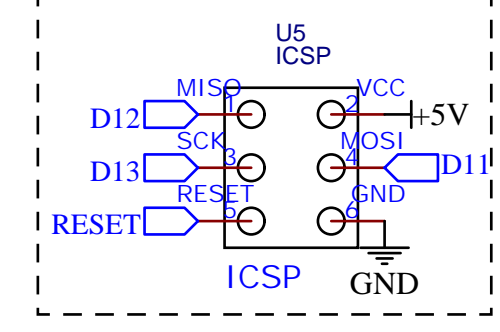 U5
ICSP
MISO VCC
D12 1 2 +5V
SCK MOSI
D13 3 4 D11
RESET GND
RESET 5 6
ICSP GND